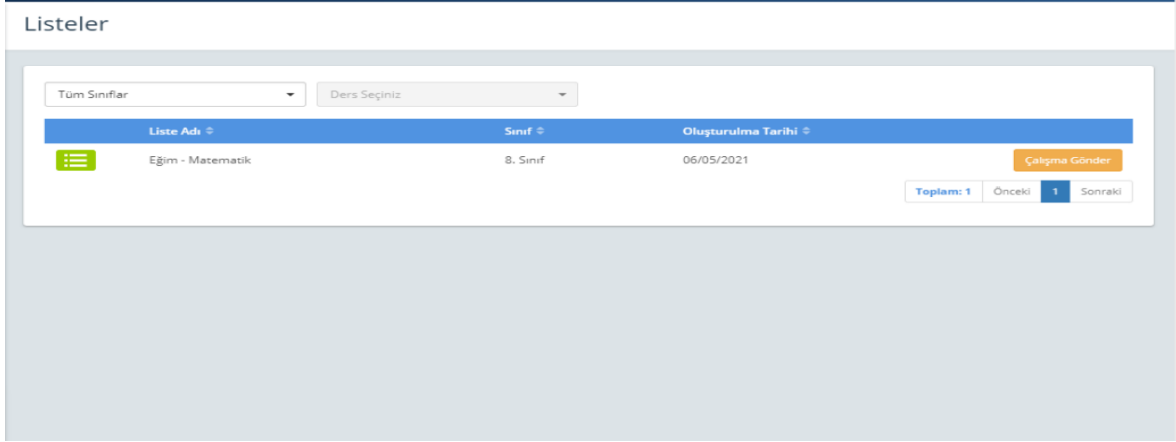 Listeler
Tüm Sınıflar Ders Seçiniz
Liste Adı Sınıf Oluşturulma Tarihi
Eğim - Matematik 8. Sınıf 06/05/2021 Çalışma Gönder
Toplam: 1 Önceki 1 Sonraki